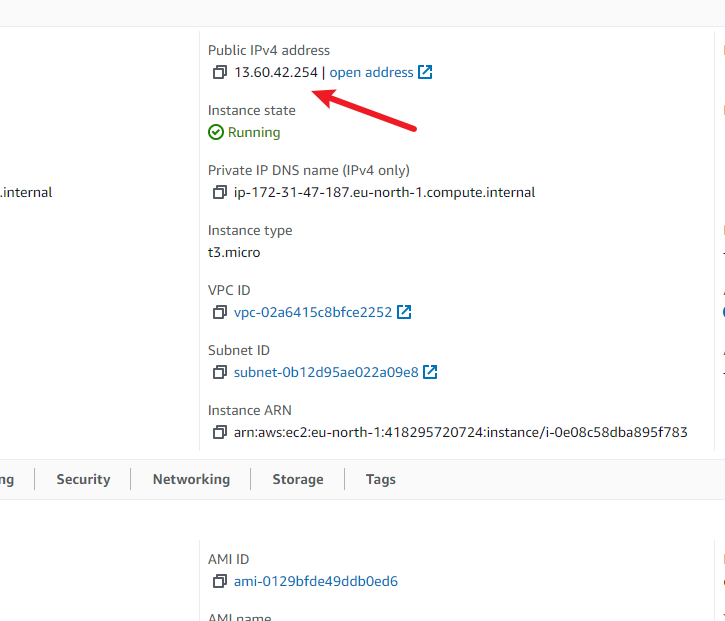 Public IPv4 address
13.60.42.254 | open address
Instance state
Running
Private IP DNS name (IPv4 only)
.internal
ip-172-31-47-187.eu-north-1.compute.internal
Instance type
t3.micro
VPC ID
vpc-02a6415c8bfce2252
Subnet ID
subnet-0b12d95ae022a09e8
Instance ARN
arn:aws:ec2:eu-north-1:418295720724:instance/i-0e08c58dba895f783
ng | Security | Networking | Storage | Tags
AMI ID
ami-0129bfde49ddb0ed6
AMI name